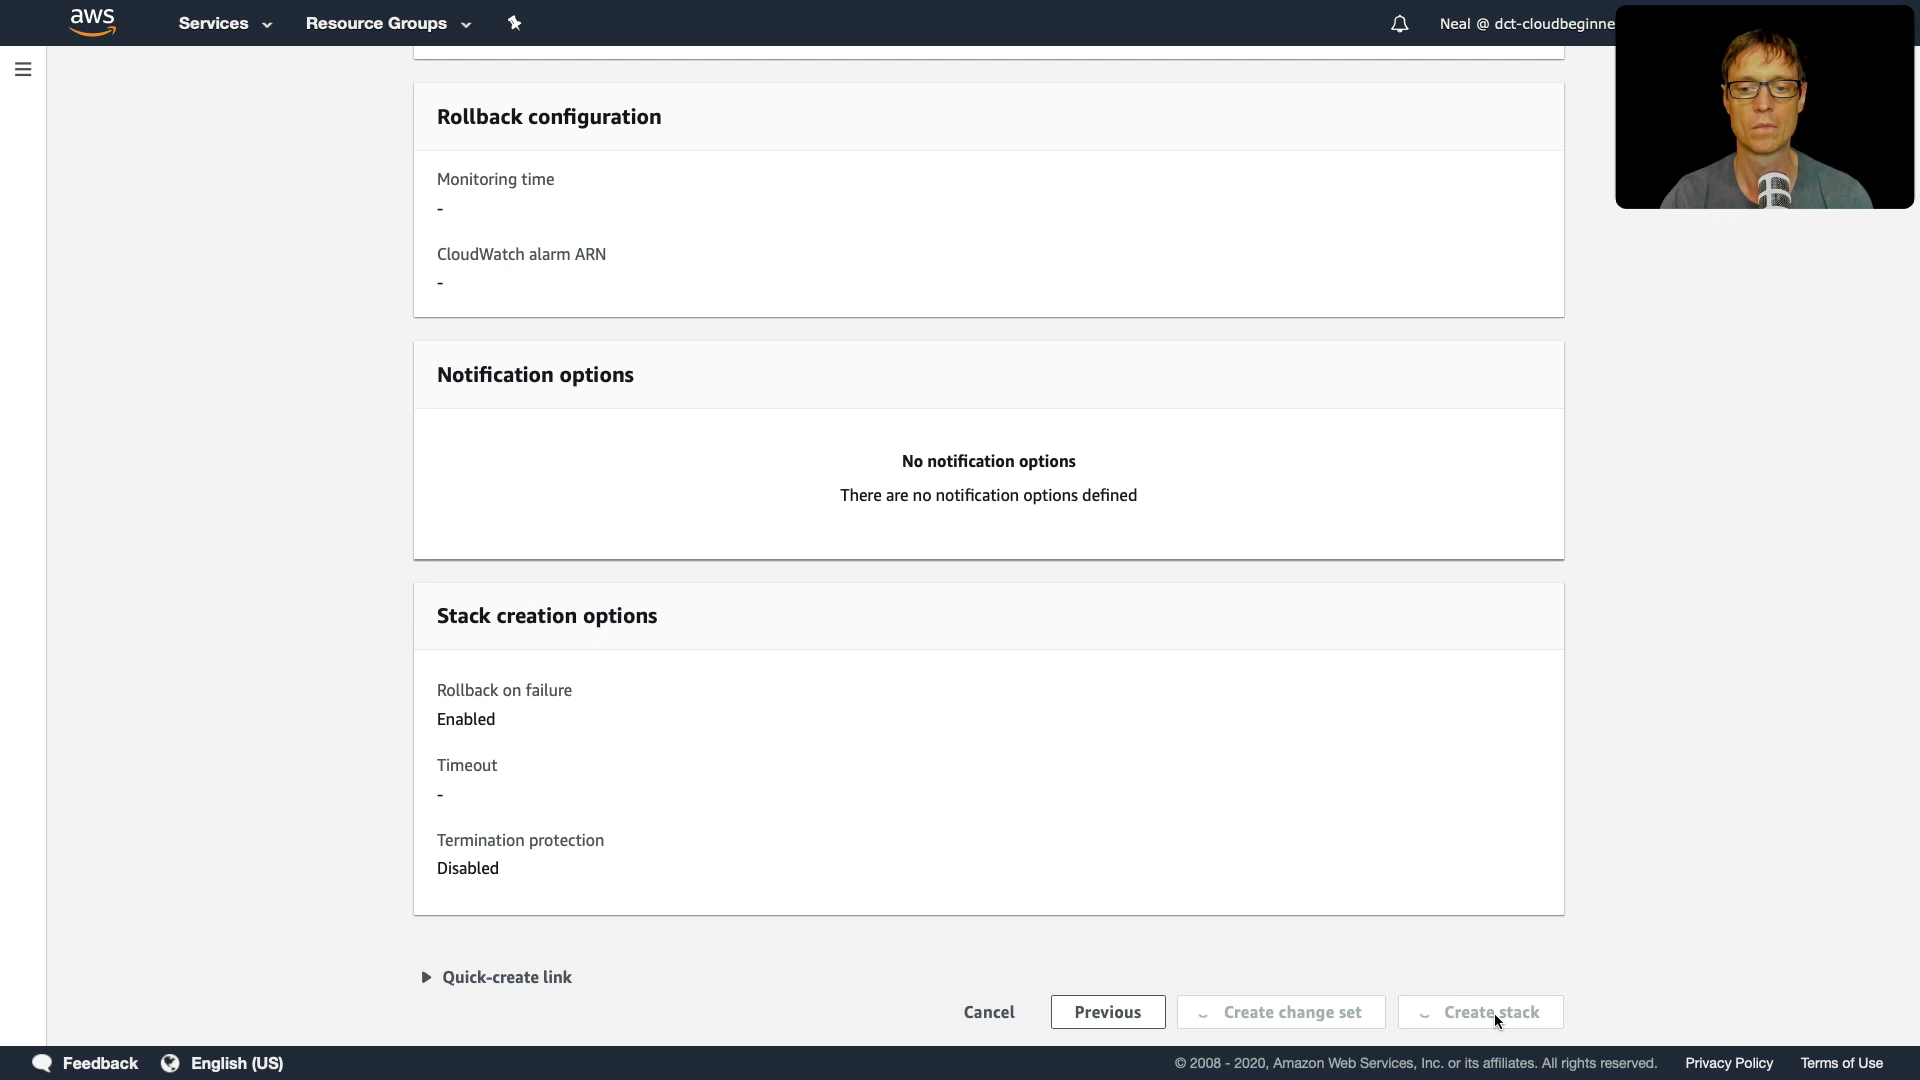 aws Services Resource Groups Neal @ dct-cloudbeginne
Rollback configuration
Monitoring time
-
CloudWatch alarm ARN
-
Notification options
No notification options
There are no notification options defined
Stack creation options
Rollback on failure
Enabled
Timeout
-
Termination protection
Disabled
Quick-create link
Cancel Previous Create change set Create stack
Feedback English (US) © 2008 - 2020, Amazon Web Services, Inc. or its affiliates. All rights reserved. Privacy Policy Terms of Use